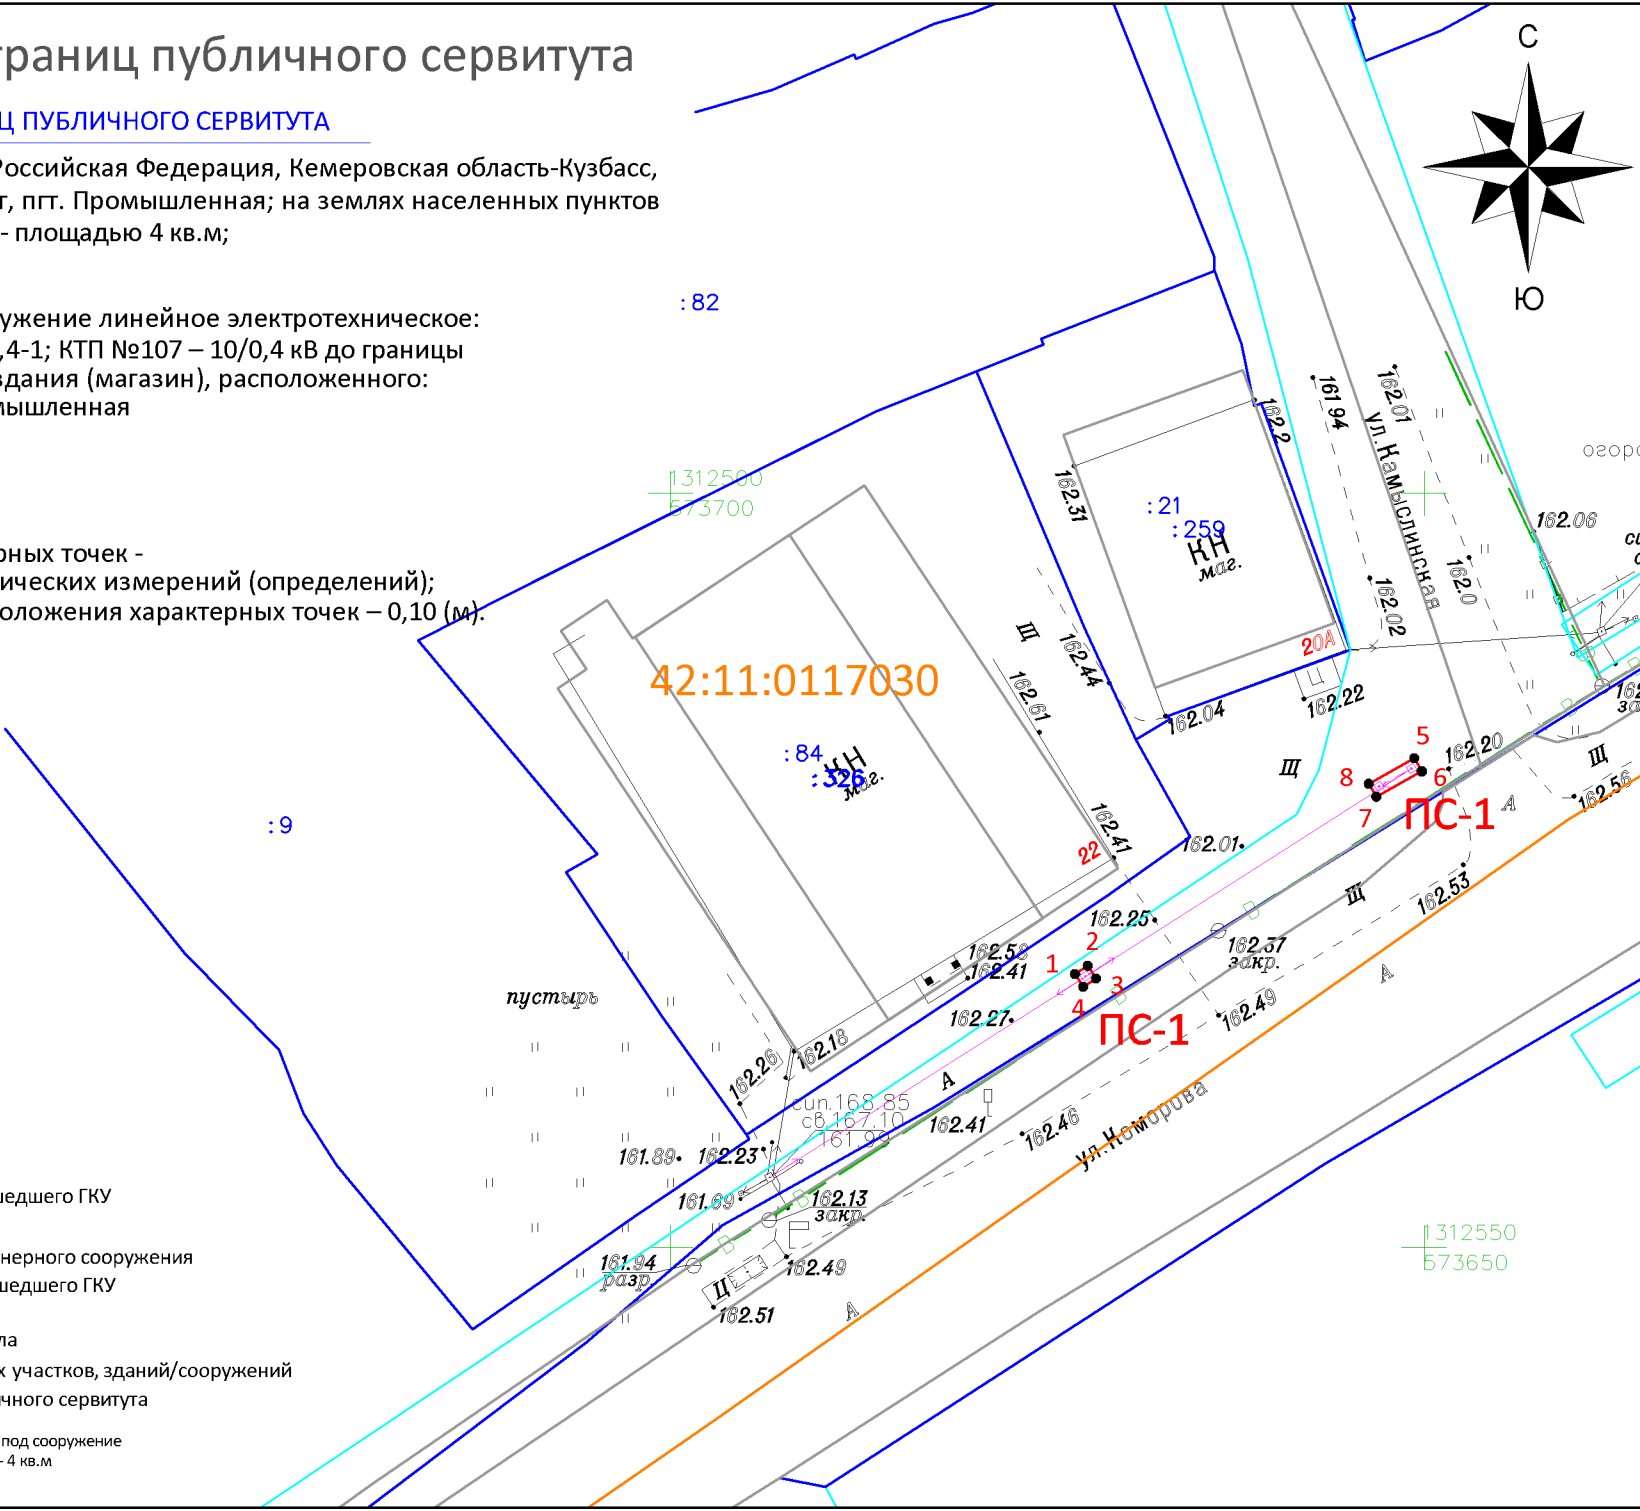 границ публичного сервитута
Ц ПУБЛИЧНОГО СЕРВИТУТА
Российская Федерация, Кемеровская область-Кузбасс,
г, пгт. Промышленная; на землях населенных пунктов
- площадью 4 кв.м;
ужение линейное электротехническое:
,4-1; КТП №107 – 10/0,4 кВ до границы
здания (магазин), расположенного:
мышленная
рных точек -
ических измерений (определений);
оложения характерных точек – 0,10 (м).
С
Ю
:82
1312500
573700
161.94
162.01
162.2
ул.Камыслинская
огоро
162.31
:21
:259
КН
маг.
162.06
162.0
162.02
Щ
162.44
20А
Ц
162.22
162.04
42:11:0117030
162.61
:84
КН
:326
маг.
Щ
5
162.20
Щ
8
6
7
ПС-1
А
162.56
:9
162.41
22
162.01
Щ
162.53
162.25
В
162.37
закр.
2
162.58
162.41
1
3
4
В
ПС-1
А
пустырь
162.27
162.49
162.18
162.26
А
сип.168.85
св.167.10
161.99
162.41
162.46
ул.Коморова
161.89
162.23
161.69
162.13
закр.
В
В
161.94
разр.
162.49
Ц
162.51
А
1312550
573650
шедшего ГКУ
нерного сооружения
шедшего ГКУ
ла
х участков, зданий/сооружений
ичного сервитута
под сооружение
- 4 кв.м